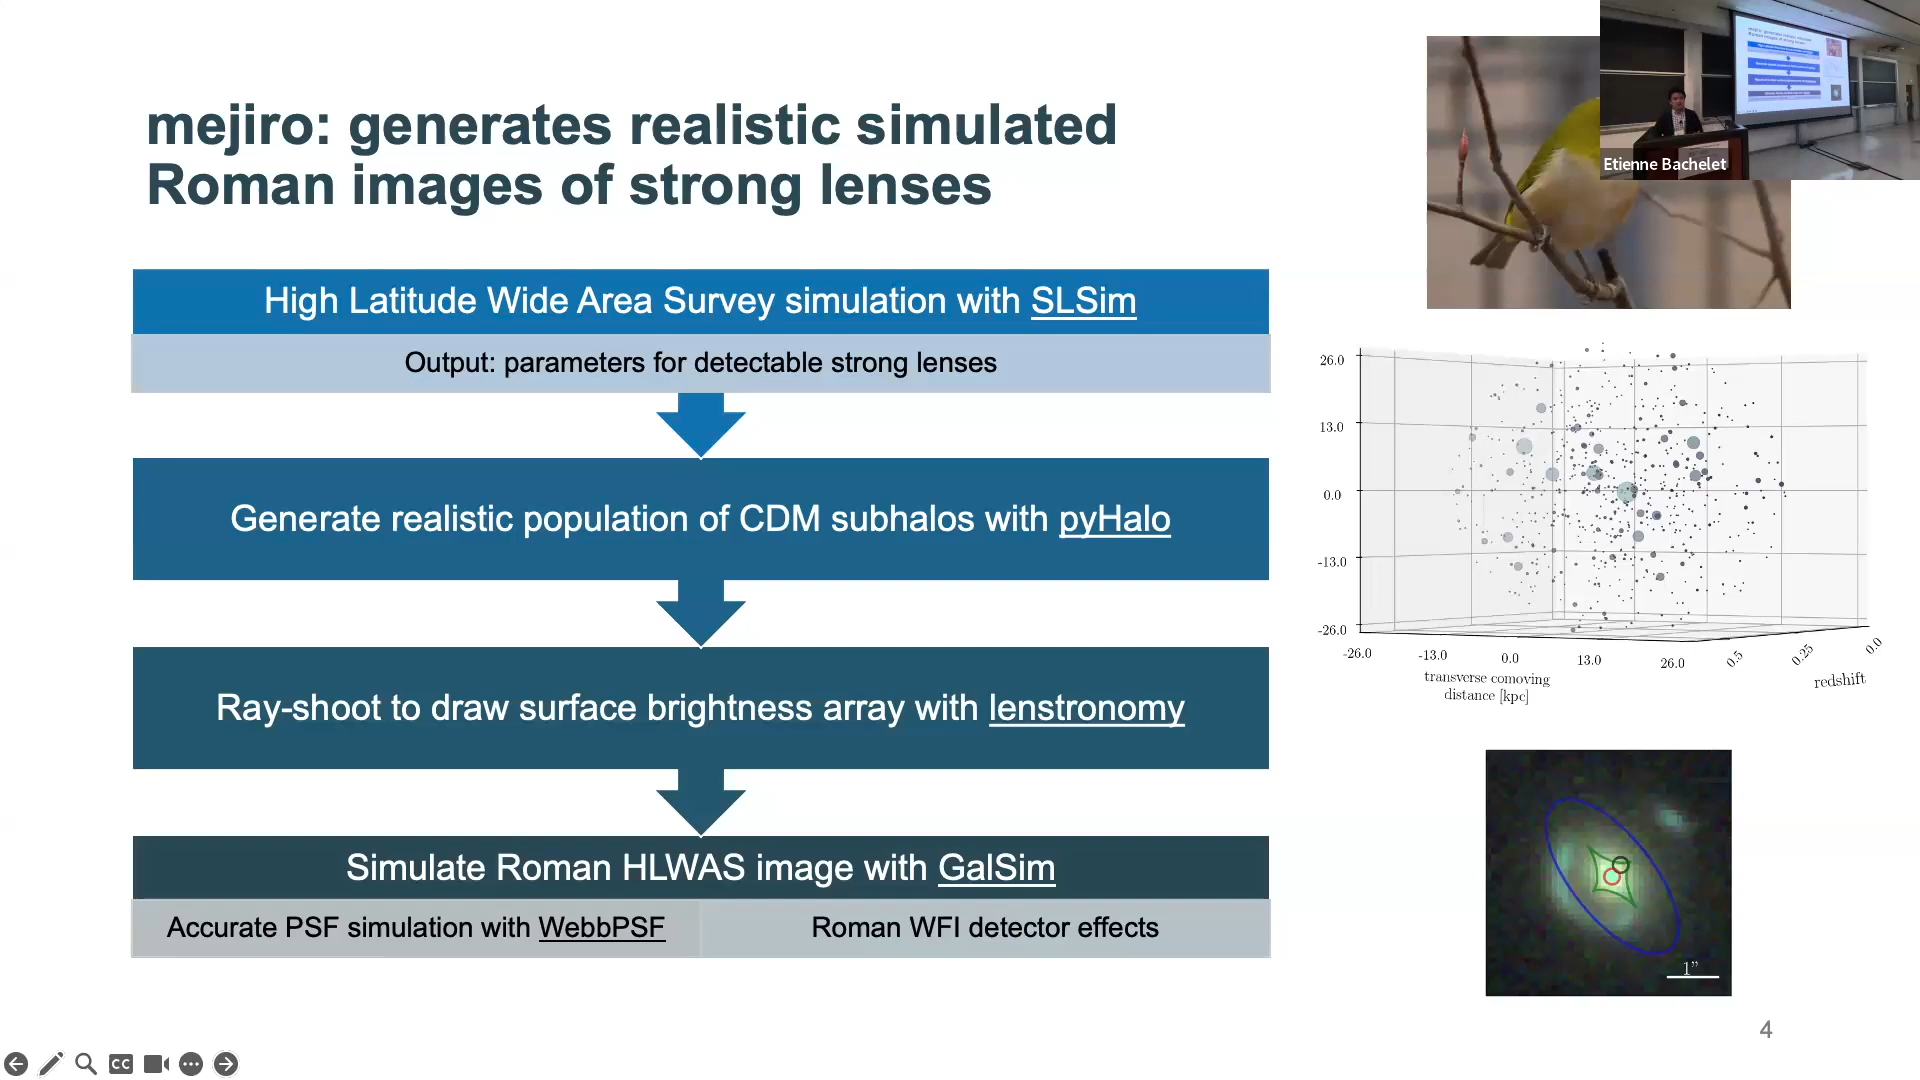 mejiro: generates realistic simulated
Roman images of strong lenses
High Latitude Wide Area Survey simulation with SLSim
Output: parameters for detectable strong lenses
Generate realistic population of CDM subhalos with pyHalo
Ray-shoot to draw surface brightness array with lenstronomy
Simulate Roman HLWAS image with GalSim
Accurate PSF simulation with WebbPSF
Roman WFI detector effects
Etienne Bachelet
26.0
13.0
0.0
-13.0
-26.0
-26.0
-13.0
0.0
13.0
26.0
0.5
0.25
0.0
transverse comoving
distance [kpc]
redshift
1"
4
CC